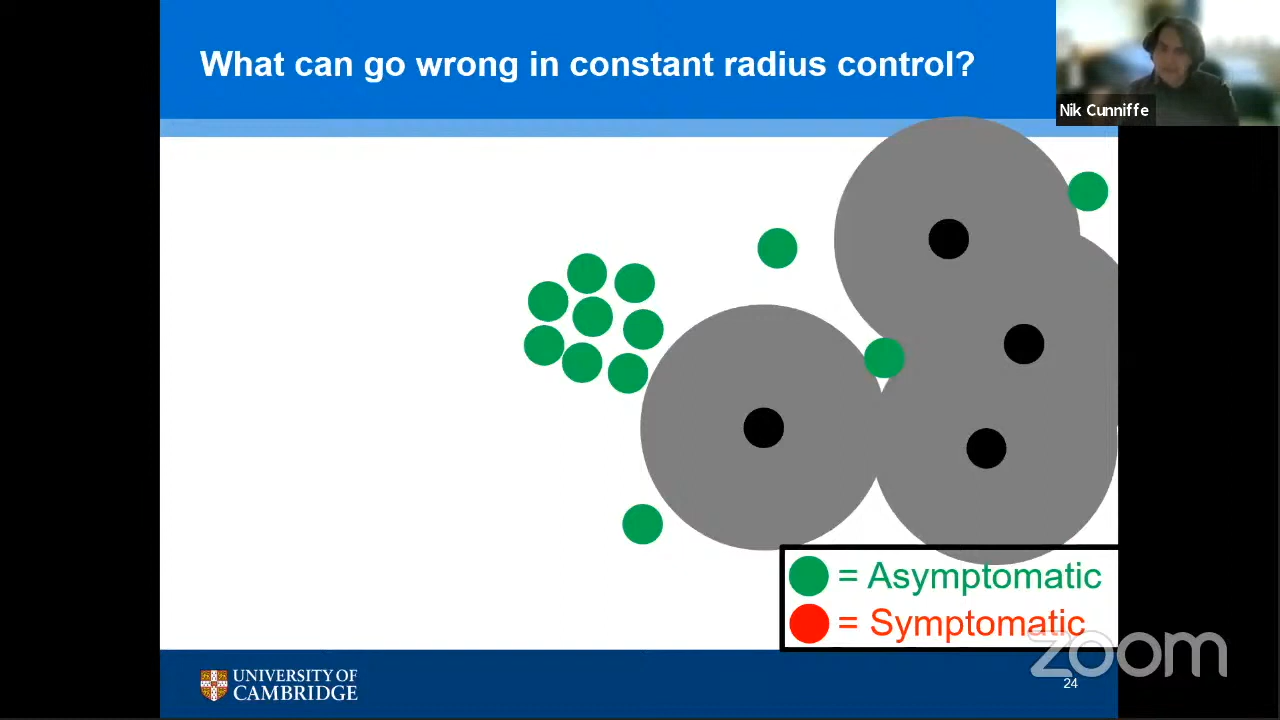 What can go wrong in constant radius control?
Nik Cunniffe
= Asymptomatic
= Symptomatic
UNIVERSITY OF
CAMBRIDGE
zoom
24